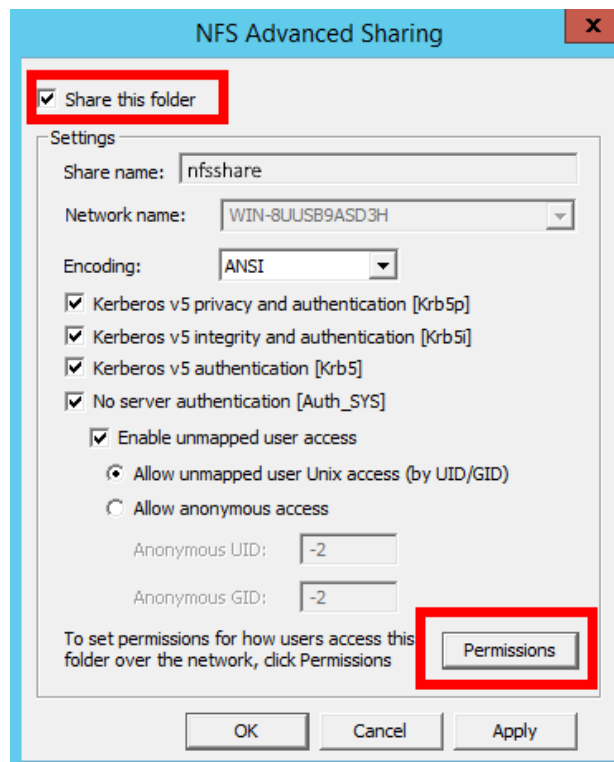 NFS Advanced Sharing
x
Share this folder
Settings
Share name: nfsshare
Network name: WIN-8UUSB9ASD3H
Encoding: ANSI
Kerberos v5 privacy and authentication [Krb5p]
Kerberos v5 integrity and authentication [Krb5i]
Kerberos v5 authentication [Krb5]
No server authentication [Auth_SYS]
Enable unmapped user access
Allow unmapped user Unix access (by UID/GID)
Allow anonymous access
Anonymous UID: -2
Anonymous GID: -2
To set permissions for how users access this
folder over the network, click Permissions
Permissions
OK Cancel Apply